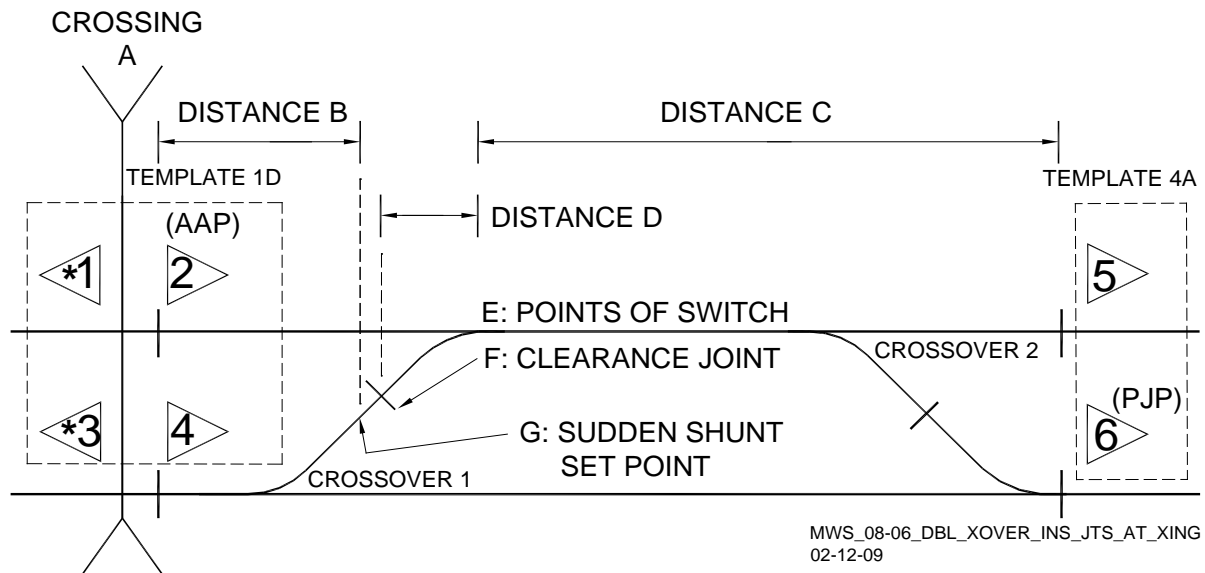 CROSSING
A
DISTANCE B
DISTANCE C
TEMPLATE 1D
TEMPLATE 4A
(AAP)
DISTANCE D
*1
2
5
E: POINTS OF SWITCH
CROSSOVER 2
F: CLEARANCE JOINT
(PJP)
*3
4
6
G: SUDDEN SHUNT
SET POINT
CROSSOVER 1
MWS_08-06_DBL_XOVER_INS_JTS_AT_XING
02-12-09